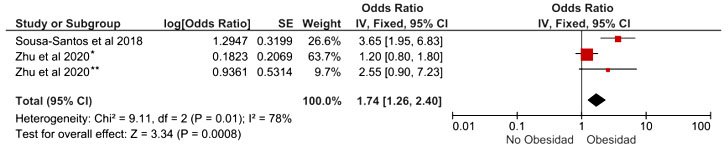 Odds Ratio Odds Ratio
Study or Subgroup log[Odds Ratio] SE Weight IV, Fixed, 95% CI IV, Fixed, 95% CI
Sousa-Santos et al 2018 1.2947 0.3199 26.6% 3.65 [1.95, 6.83]
Zhu et al 2020* 0.1823 0.2069 63.7% 1.20 [0.80, 1.80]
Zhu et al 2020** 0.9361 0.5314 9.7% 2.55 [0.90, 7.23]
Total (95% CI) 100.0% 1.74 [1.26, 2.40]
Heterogeneity: Chi² = 9.11, df = 2 (P = 0.01); I² = 78%
Test for overall effect: Z = 3.34 (P = 0.0008)
0.01 0.1 1 10 100
No Obesidad Obesidad